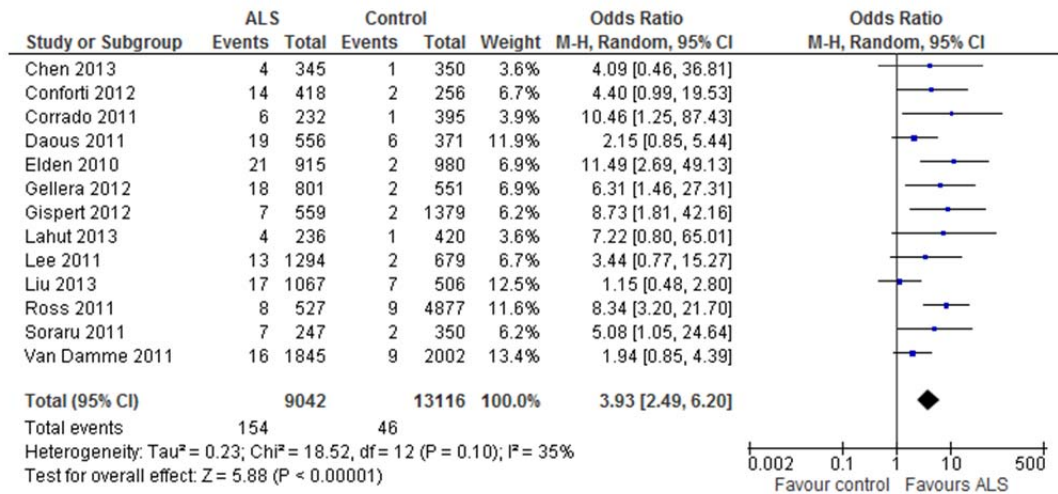 ALS Control Odds Ratio Odds Ratio
Study or Subgroup Events Total Events Total Weight M-H, Random, 95% CI M-H, Random, 95% CI
Chen 2013 4 345 1 350 3.6% 4.09 [0.46, 36.81]
Conforti 2012 14 418 2 256 6.7% 4.40 [0.99, 19.53]
Corrado 2011 6 232 1 395 3.9% 10.46 [1.25, 87.43]
Daous 2011 19 556 6 371 11.9% 2.15 [0.85, 5.44]
Elden 2010 21 915 2 980 6.9% 11.49 [2.69, 49.13]
Gellera 2012 18 801 2 551 6.9% 6.31 [1.46, 27.31]
Gispert 2012 7 559 2 1379 6.2% 8.73 [1.81, 42.16]
Lahut 2013 4 236 1 420 3.6% 7.22 [0.80, 65.01]
Lee 2011 13 1294 2 679 6.7% 3.44 [0.77, 15.27]
Liu 2013 17 1067 7 506 12.5% 1.15 [0.48, 2.80]
Ross 2011 8 527 9 4877 11.6% 8.34 [3.20, 21.70]
Soraru 2011 7 247 2 350 6.2% 5.08 [1.05, 24.64]
Van Damme 2011 16 1845 9 2002 13.4% 1.94 [0.85, 4.39]
Total (95% CI) 9042 13116 100.0% 3.93 [2.49, 6.20]
Total events 154 46
Heterogeneity: Tau² = 0.23; Chi² = 18.52, df = 12 (P = 0.10); I² = 35%
Test for overall effect: Z = 5.88 (P < 0.00001)
0.002 0.1 1 10 500
Favour control Favours ALS